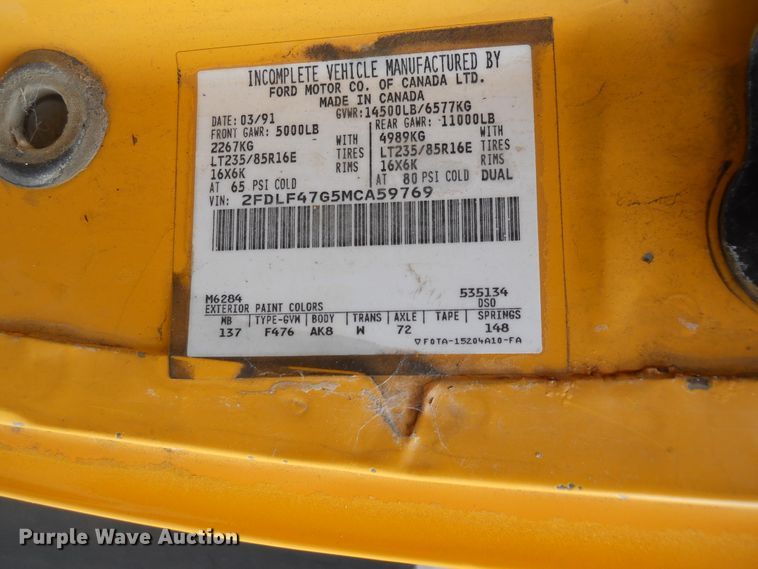 INCOMPLETE VEHICLE MANUFACTURED BY
FORD MOTOR CO. OF CANADA LTD.
MADE IN CANADA
DATE: 03/91 GVWR: 14500LB/6577KG
FRONT GAWR: 5000LB REAR GAWR: 11000LB
2267KG WITH 4989KG WITH
LT235/85R16E TIRES LT235/85R16E TIRES
16X6K RIMS 16X6K RIMS
AT 65 PSI COLD AT 80 PSI COLD DUAL
VIN: 2FDLF47G5MCA59769
M6284 535134
EXTERIOR PAINT COLORS DSO
WB TYPE-GVM BODY TRANS AXLE TAPE SPRINGS
137 F476 AK8 W 72 148
▽ F0TA-15204A10-FA
Purple Wave Auction